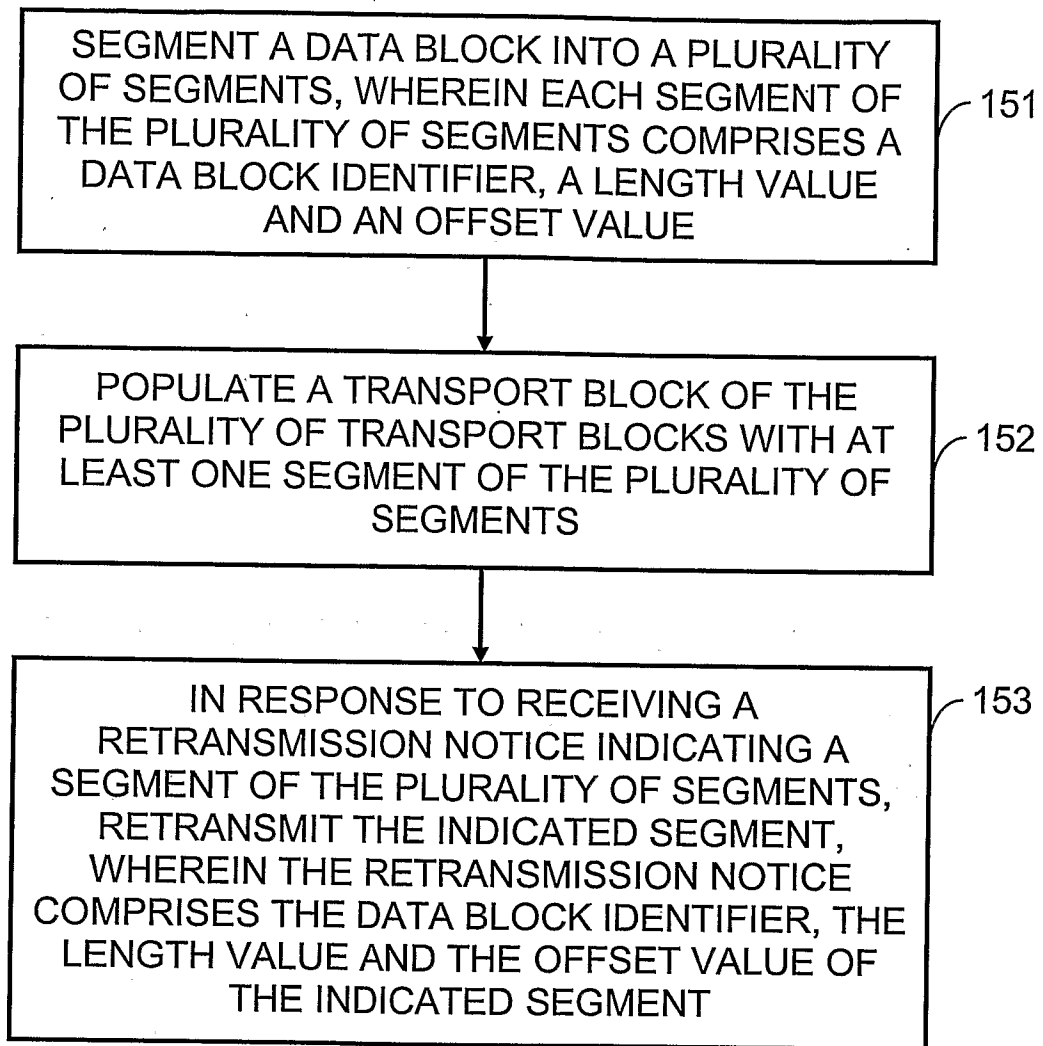 SEGMENT A DATA BLOCK INTO A PLURALITY
OF SEGMENTS, WHEREIN EACH SEGMENT OF
THE PLURALITY OF SEGMENTS COMPRISES A
DATA BLOCK IDENTIFIER, A LENGTH VALUE
AND AN OFFSET VALUE
151
POPULATE A TRANSPORT BLOCK OF THE
PLURALITY OF TRANSPORT BLOCKS WITH AT
LEAST ONE SEGMENT OF THE PLURALITY OF
SEGMENTS
152
IN RESPONSE TO RECEIVING A
RETRANSMISSION NOTICE INDICATING A
SEGMENT OF THE PLURALITY OF SEGMENTS,
RETRANSMIT THE INDICATED SEGMENT,
WHEREIN THE RETRANSMISSION NOTICE
COMPRISES THE DATA BLOCK IDENTIFIER, THE
LENGTH VALUE AND THE OFFSET VALUE OF
THE INDICATED SEGMENT
153